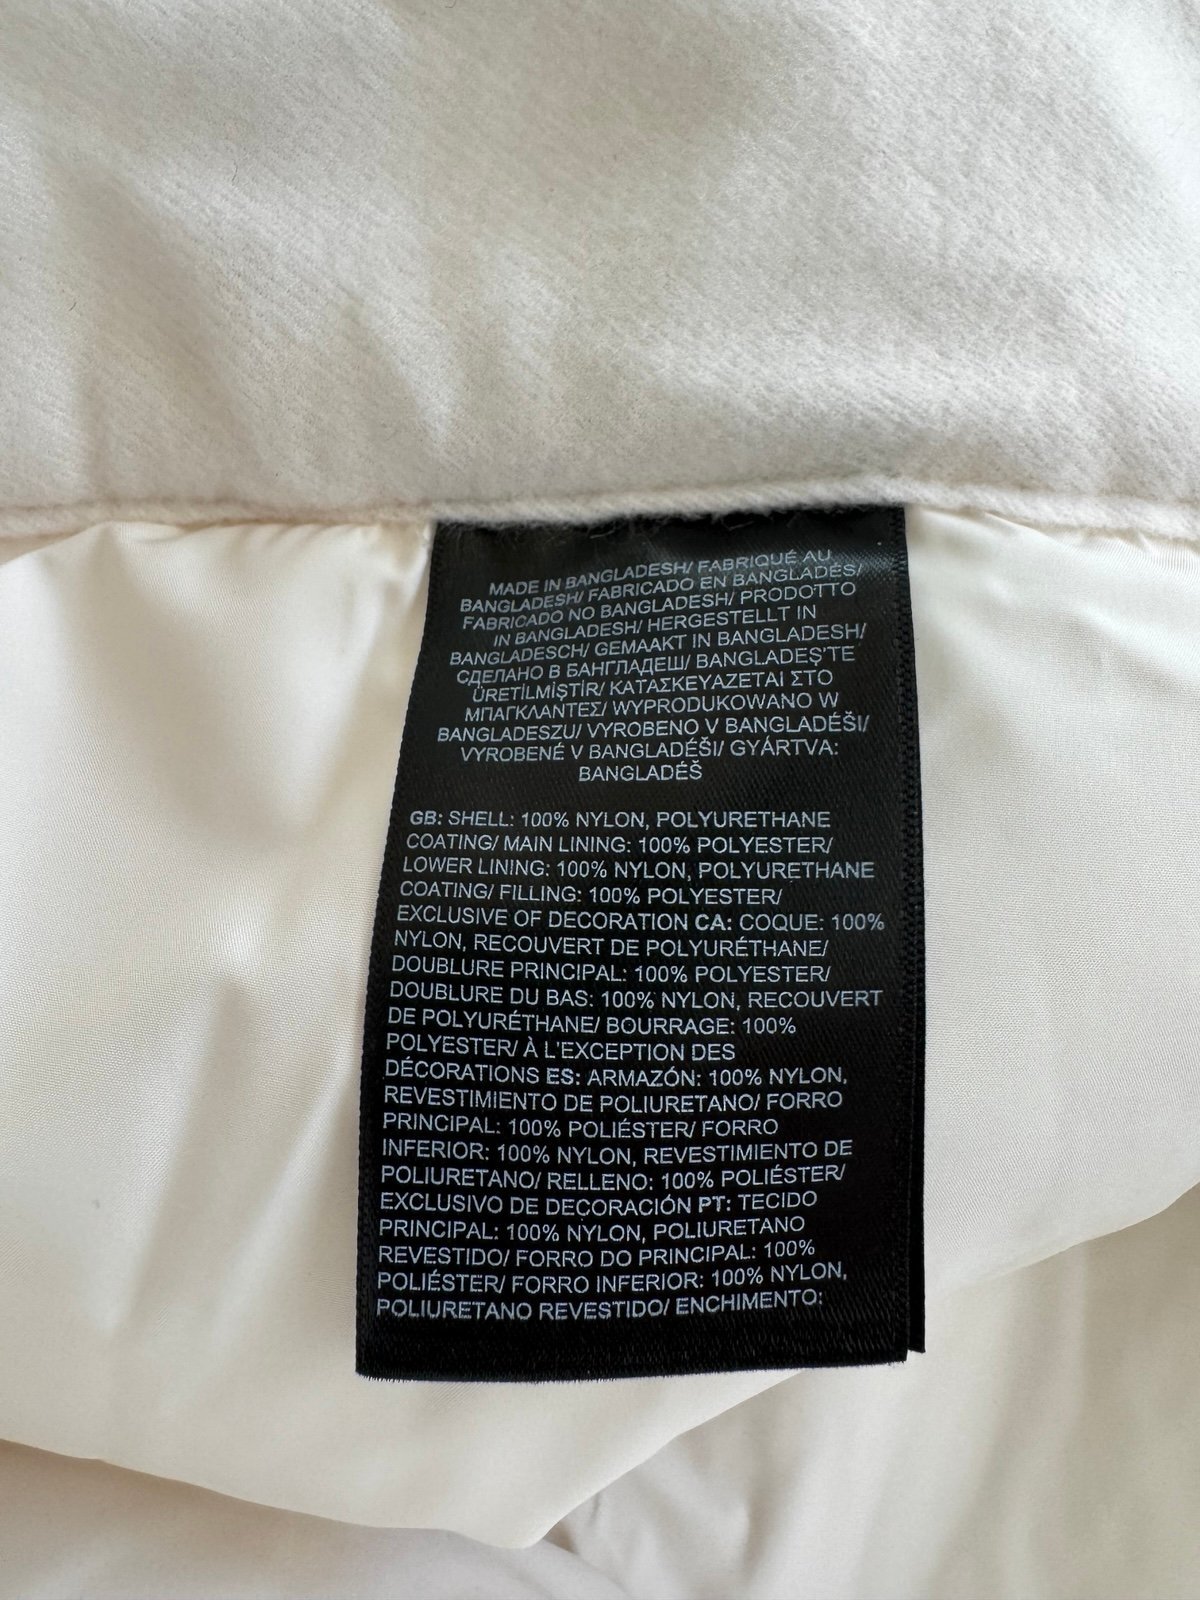 MADE IN BANGLADESH/ FABRIQUÉ AU
BANGLADESH/ FABRICADO EN BANGLADÉS/
FABRICADO NO BANGLADESH/ PRODOTTO
IN BANGLADESH/ HERGESTELLT IN
BANGLADESCH/ GEMAAKT IN BANGLADESH/
СДЕЛАНО В БАНГЛАДЕШ/ BANGLADEŞ'TE
ÜRETİLMİŞTİR/ ΚΑΤΑΣΚΕΥΑΖΕΤΑΙ ΣΤΟ
ΜΠΑΓΚΛΑΝΤΕΣ/ WYPRODUKOWANO W
BANGLADESZU/ VYROBENO V BANGLADÉŠI/
VYROBENÉ V BANGLADÉŠI/ GYÁRTVA:
BANGLADÉŠ
GB: SHELL: 100% NYLON, POLYURETHANE
COATING/ MAIN LINING: 100% POLYESTER/
LOWER LINING: 100% NYLON, POLYURETHANE
COATING/ FILLING: 100% POLYESTER/
EXCLUSIVE OF DECORATION CA: COQUE: 100%
NYLON, RECOUVERT DE POLYURÉTHANE/
DOUBLURE PRINCIPAL: 100% POLYESTER/
DOUBLURE DU BAS: 100% NYLON, RECOUVERT
DE POLYURÉTHANE/ BOURRAGE: 100%
POLYESTER/ À L'EXCEPTION DES
DÉCORATIONS ES: ARMAZÓN: 100% NYLON,
REVESTIMIENTO DE POLIURETANO/ FORRO
PRINCIPAL: 100% POLIÉSTER/ FORRO
INFERIOR: 100% NYLON, REVESTIMIENTO DE
POLIURETANO/ RELLENO: 100% POLIÉSTER/
EXCLUSIVO DE DECORACIÓN PT: TECIDO
PRINCIPAL: 100% NYLON, POLIURETANO
REVESTIDO/ FORRO DO PRINCIPAL: 100%
POLIÉSTER/ FORRO INFERIOR: 100% NYLON,
POLIURETANO REVESTIDO/ ENCHIMENTO: